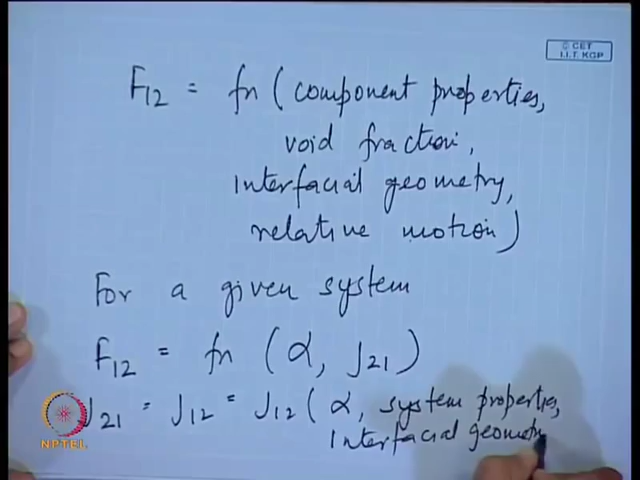 © CET
I.I.T. KGP
F12 = fn ( component properties,
void fraction,
interfacial geometry,
relative motion )
For a given system
F12 = fn ( α, J21 )
J21 = J12 = J12 ( α, system properties,
interfacial geomet
NPTEL